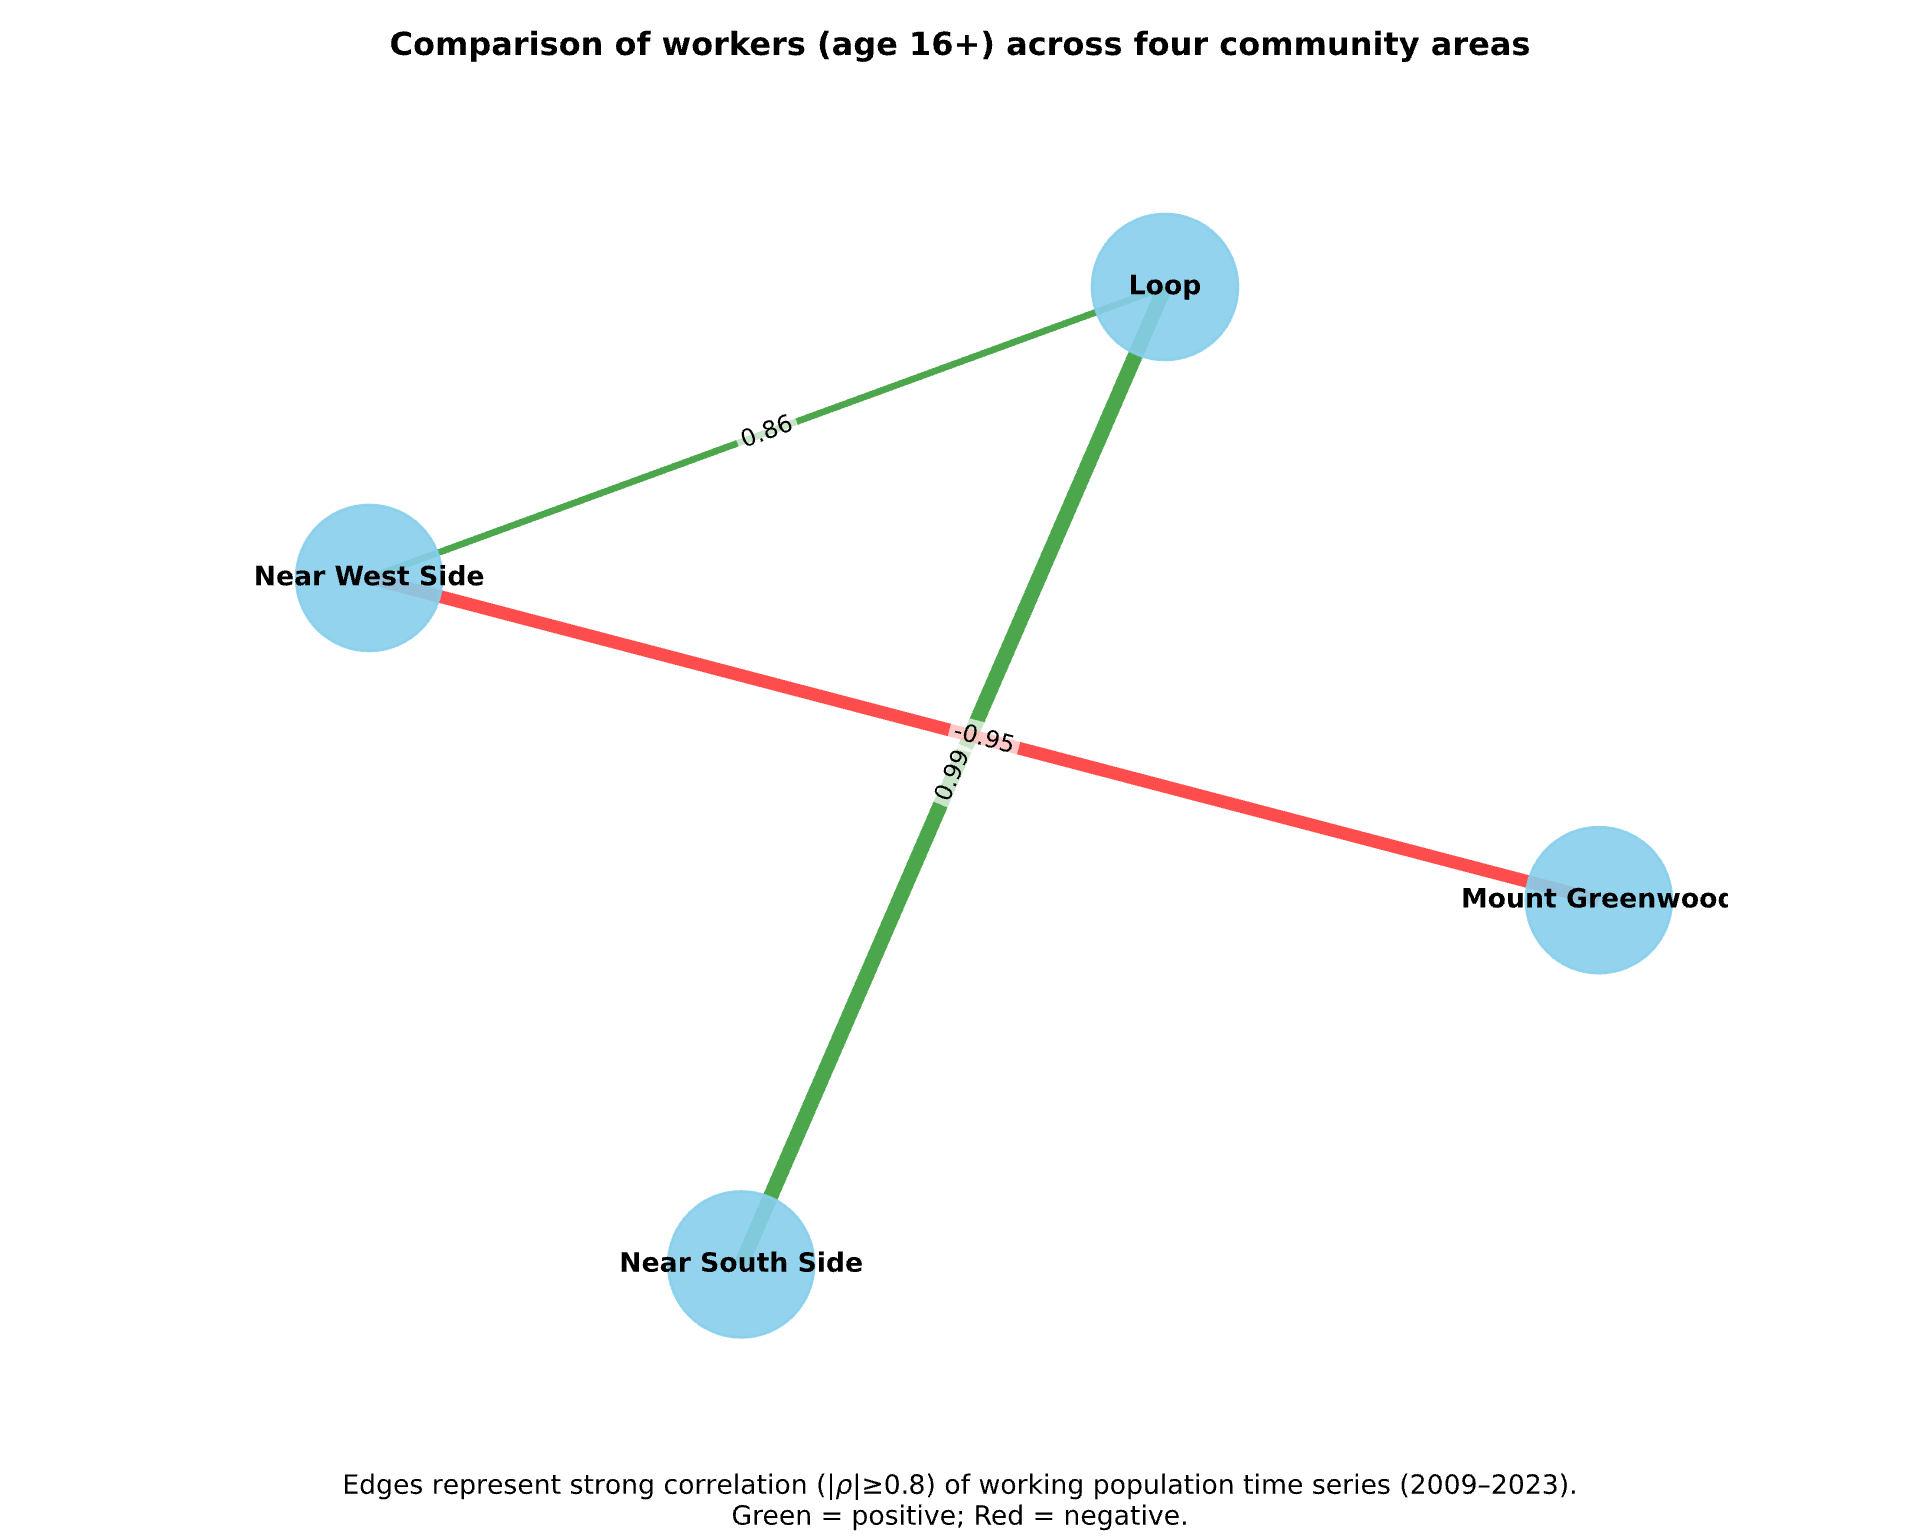 Comparison of workers (age 16+) across four community areas
Loop
0.86
Near West Side
-0.95
0.99
Mount Greenwood
Near South Side
Edges represent strong correlation (|ρ|≥0.8) of working population time series (2009–2023).
Green = positive; Red = negative.